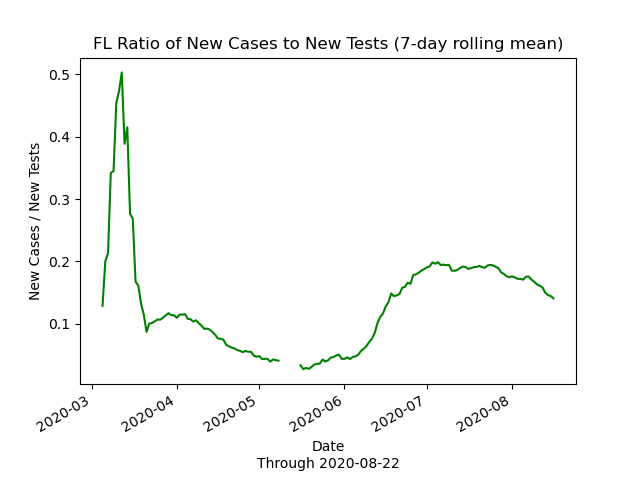 FL Ratio of New Cases to New Tests (7-day rolling mean)
New Cases / New Tests
0.5
0.4
0.3
0.2
0.1
2020-03
2020-04
2020-05
2020-06
2020-07
2020-08
Date
Through 2020-08-22